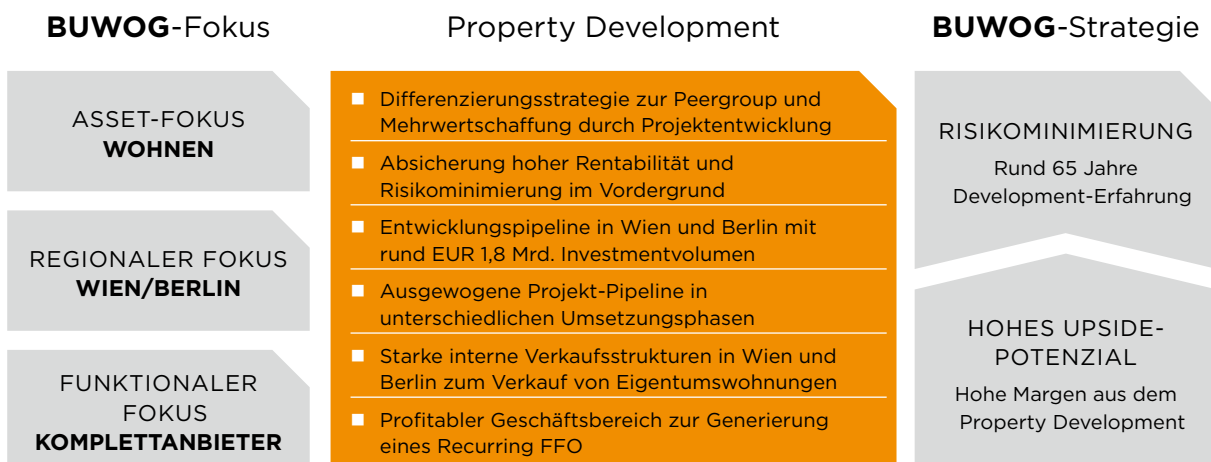 BUWOG-Fokus
ASSET-FOKUS
WOHNEN
REGIONALER FOKUS
WIEN/BERLIN
FUNKTIONALER
FOKUS
KOMPLETTANBIETER
Property Development
Differenzierungsstrategie zur Peergroup und
Mehrwertschaffung durch Projektentwicklung
Absicherung hoher Rentabilität und
Risikominimierung im Vordergrund
Entwicklungspipeline in Wien und Berlin mit
rund EUR 1,8 Mrd. Investmentvolumen
Ausgewogene Projekt-Pipeline in
unterschiedlichen Umsetzungsphasen
Starke interne Verkaufsstrukturen in Wien und
Berlin zum Verkauf von Eigentumswohnungen
Profitabler Geschäftsbereich zur Generierung
eines Recurring FFO
BUWOG-Strategie
RISIKOMINIMIERUNG
Rund 65 Jahre
Development-Erfahrung
HOHES UPSIDE-
POTENZIAL
Hohe Margen aus dem
Property Development